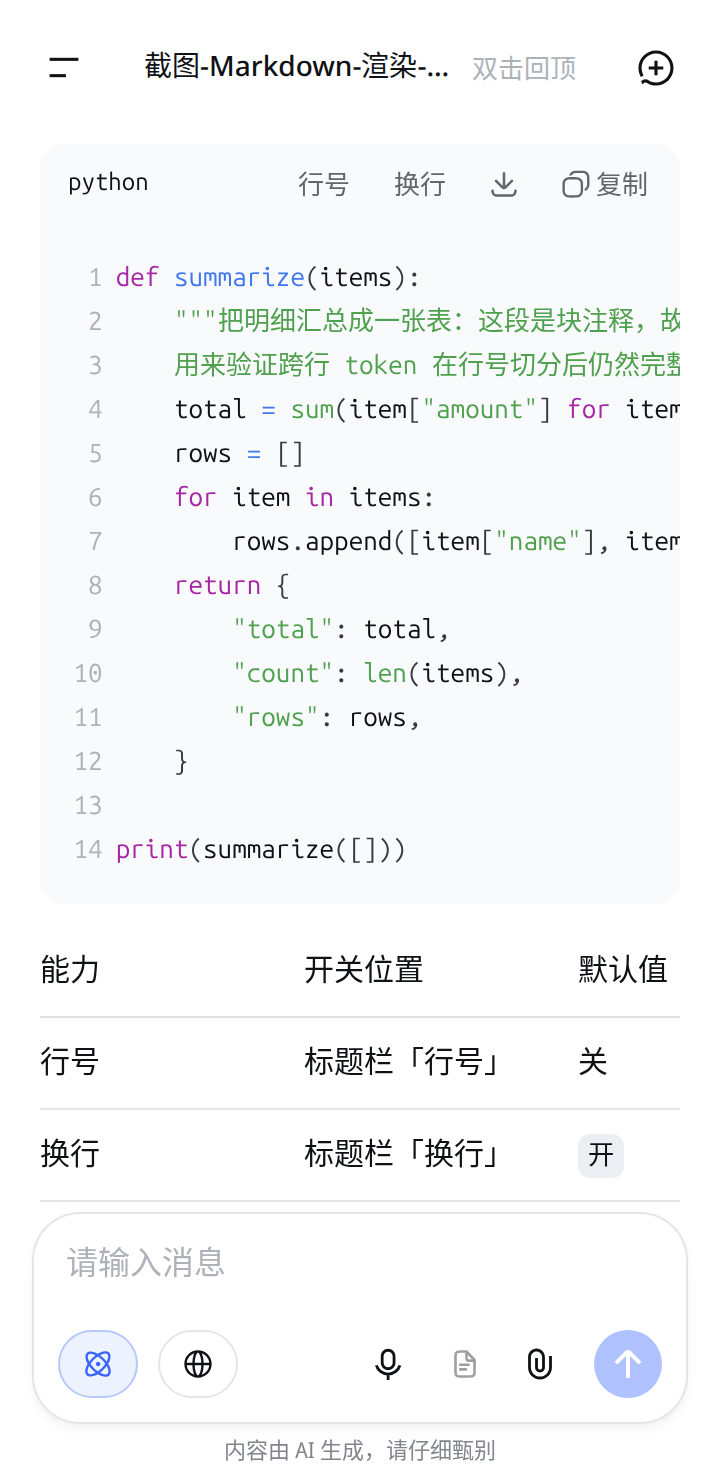 截图-Markdown-渲染-... 双击回顶
python 行号 换行 复制
1 def summarize(items):
2     """把明细汇总成一张表：这段是块注释，故
3     用来验证跨行 token 在行号切分后仍然完整
4     total = sum(item["amount"] for item
5     rows = []
6     for item in items:
7         rows.append([item["name"], item
8     return {
9         "total": total,
10         "count": len(items),
11         "rows": rows,
12     }
13
14 print(summarize([]))
能力 开关位置 默认值
行号 标题栏「行号」 关
换行 标题栏「换行」 开
请输入消息
内容由 AI 生成，请仔细甄别